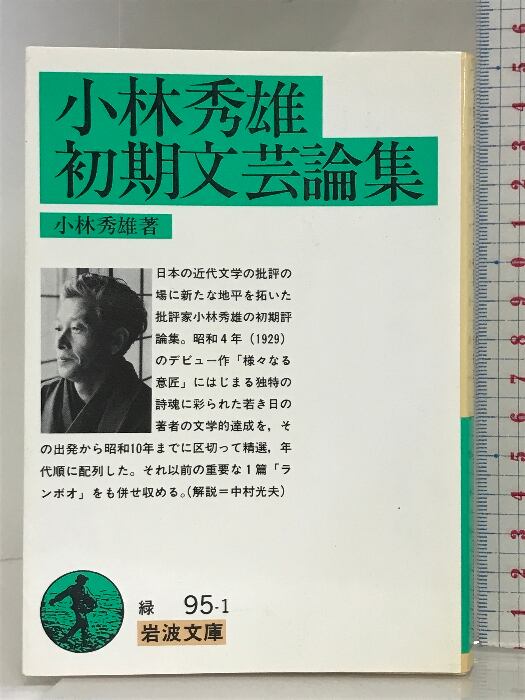 小林秀雄
初期文芸論集
小林秀雄著
日本の近代文学の批評の
場に新たな地平を拓いた
批評家小林秀雄の初期評
論集。昭和4年（1929）
のデビュー作「様々なる
意匠」にはじまる独特の
詩魂に彩られた若き日の
著者の文学的達成を，そ
の出発から昭和10年までに区切って精選，年
代順に配列した。それ以前の重要な1篇「ラ
ンボオ」をも併せ収める。（解説＝中村光夫）
緑 95-1
岩波文庫